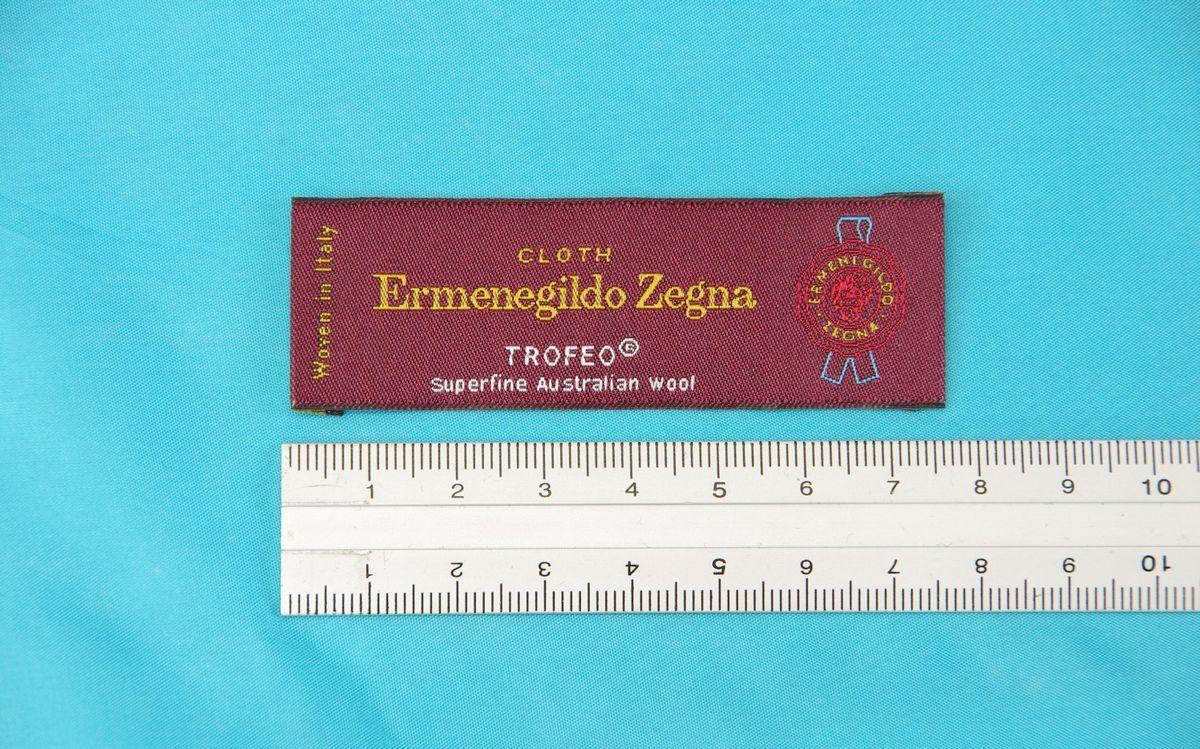 Woven in Italy
CLOTH
Ermenegildo Zegna
TROFEO®
Superfine Australian Wool
ERMENEGILDO
ZEGNA
1 2 3 4 5 6 7 8 9 10
1 2 3 4 5 6 7 8 9 10